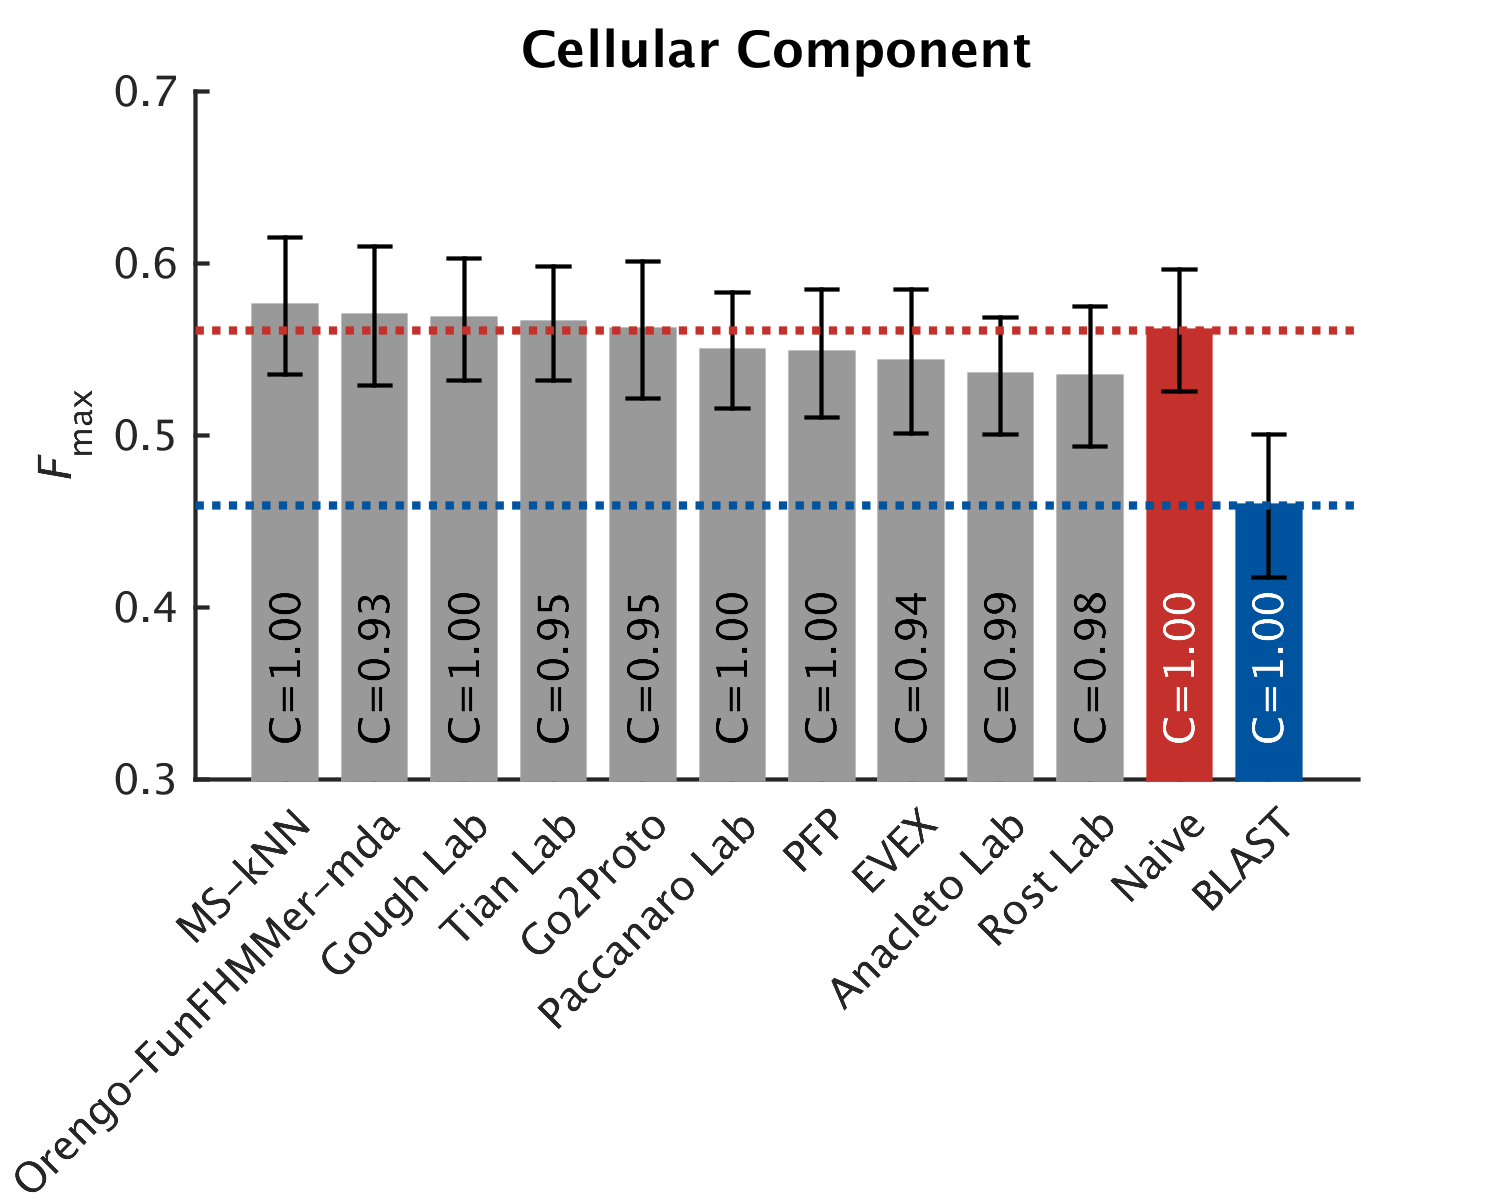 Cellular Component
0.7
0.6
0.5
0.4
0.3
Fmax
C=1.00
C=0.93
C=1.00
C=0.95
C=0.95
C=1.00
C=1.00
C=0.94
C=0.99
C=0.98
C=1.00
C=1.00
MS-kNN
Orengo-FunFHMMer-mda
Gough Lab
Tian Lab
Go2Proto
Paccanaro Lab
PFP
EVEX
Anacleto Lab
Rost Lab
Naive
BLAST